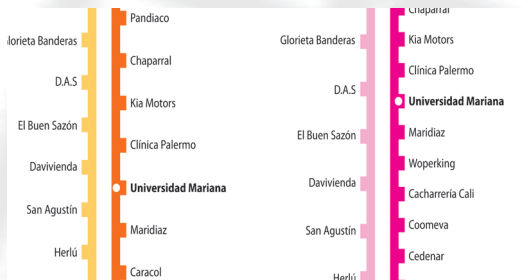 Pandiaco
Glorieta Banderas
Chaparral
D.A.S
Kia Motors
El Buen Sazón
Clínica Palermo
Davivienda
Universidad Mariana
San Agustín
Maridiaz
Herlú
Caracol
Chaparral
Glorieta Banderas
Kia Motors
Clínica Palermo
D.A.S
Universidad Mariana
El Buen Sazón
Maridiaz
Woperking
Davivienda
Cacharrería Cali
San Agustín
Coomeva
Cedenar
Herlú